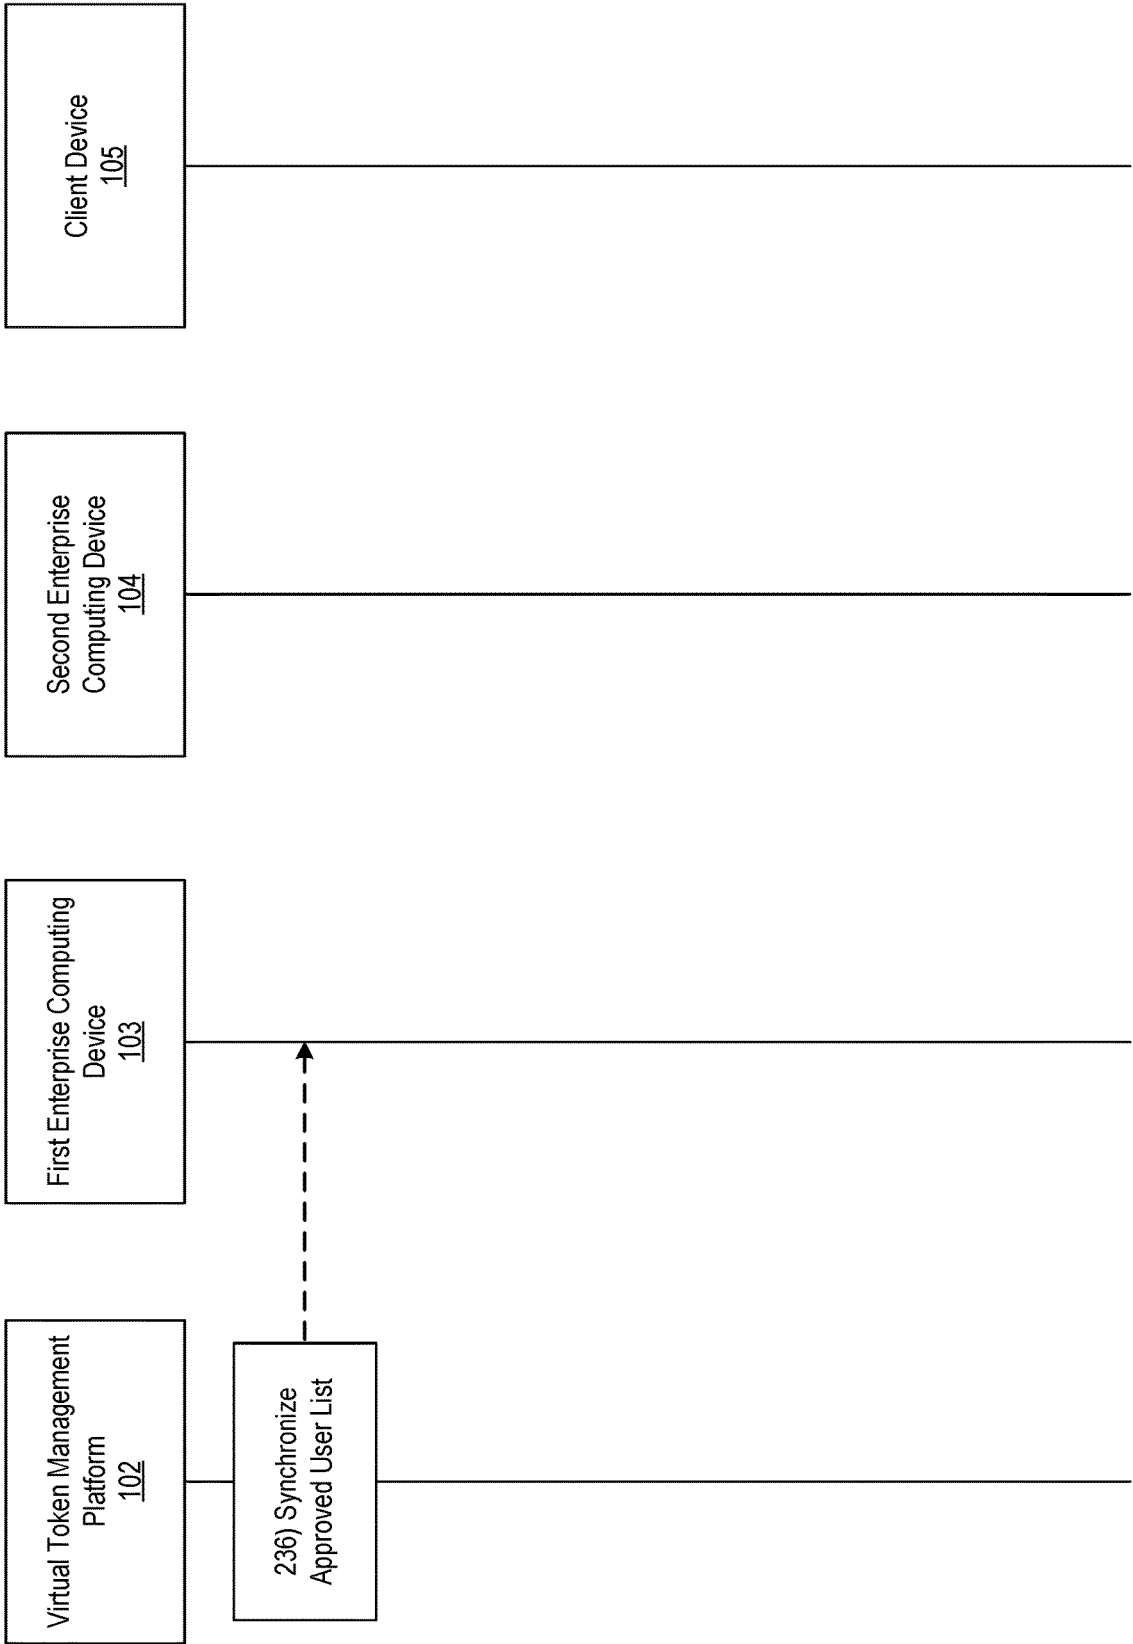 Virtual Token Management
Platform
102
First Enterprise Computing
Device
103
Second Enterprise
Computing Device
104
Client Device
105
236) Synchronize
Approved User List